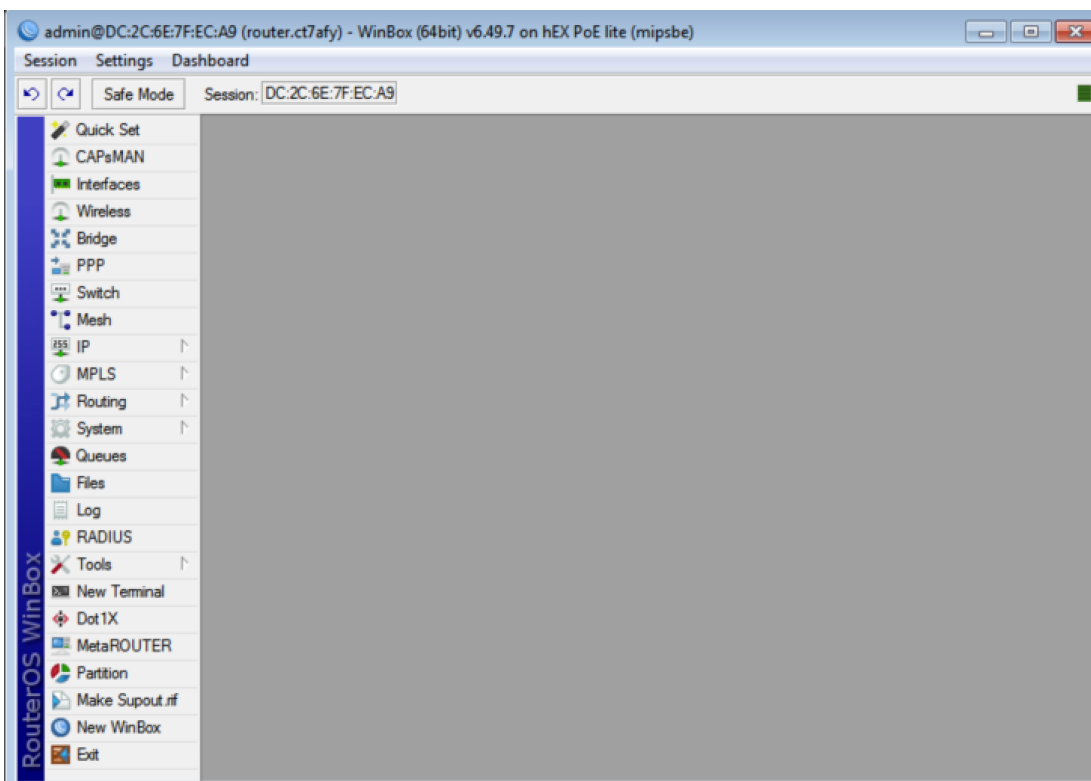 admin@DC:2C:6E:7F:EC:A9 (router.ct7afy) - WinBox (64bit) v6.49.7 on hEX PoE lite (mipsbe)
Session Settings Dashboard
Safe Mode Session: DC:2C:6E:7F:EC:A9
Quick Set
CAPsMAN
Interfaces
Wireless
Bridge
PPP
Switch
Mesh
255 IP
MPLS
Routing
System
Queues
Files
Log
RADIUS
Tools
New Terminal
Dot1X
MetaROUTER
Partition
Make Supout.rif
New WinBox
Exit
RouterOS WinBox